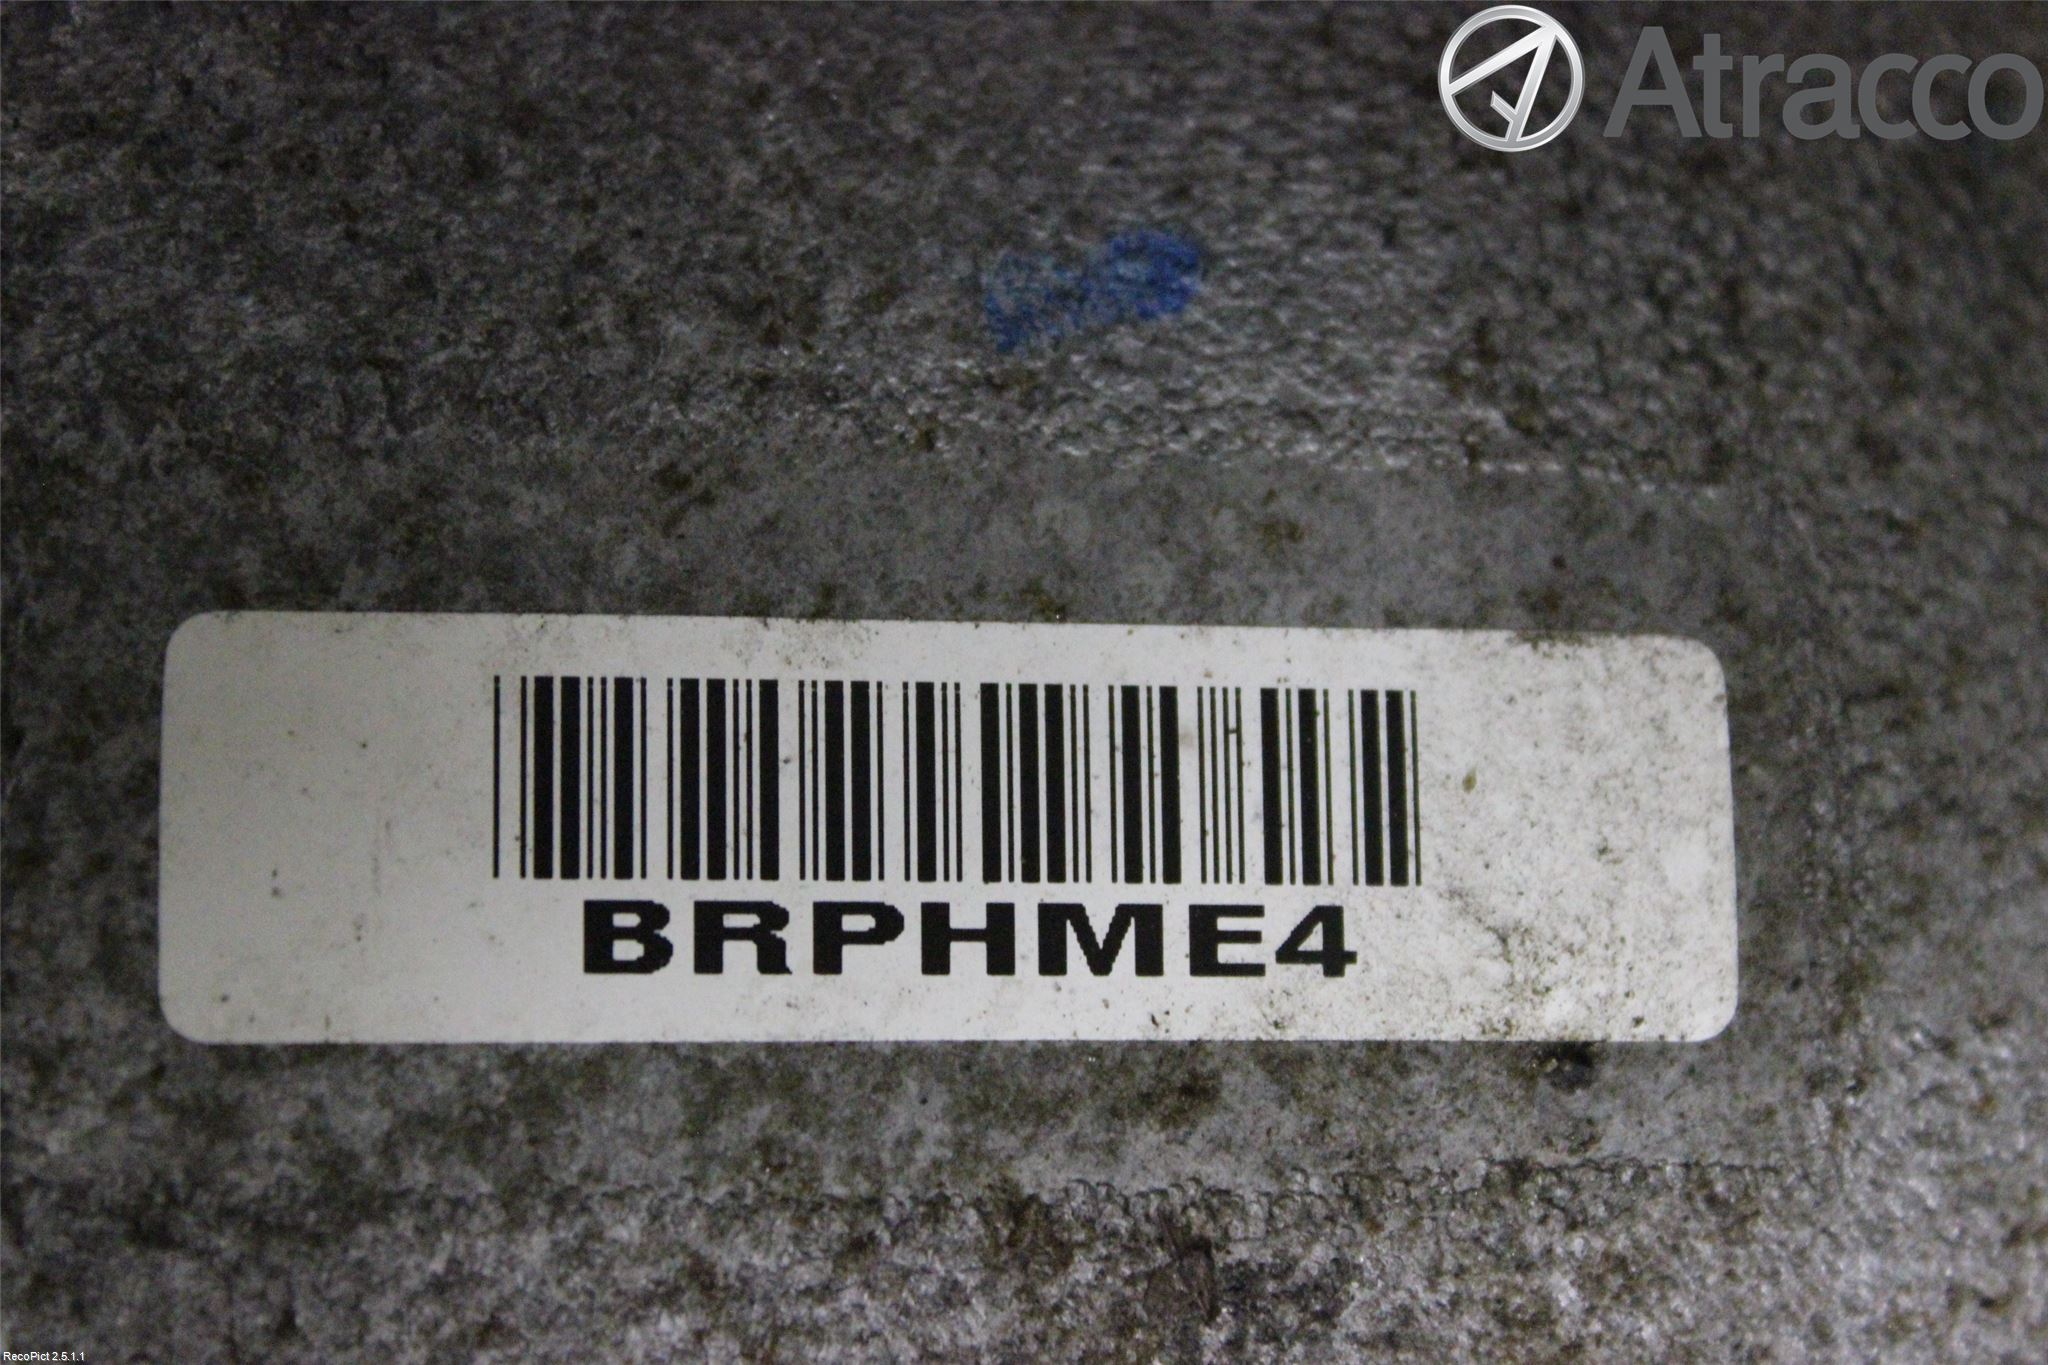 Atracco
BRPHME4
RecoPict 2.5.1.1